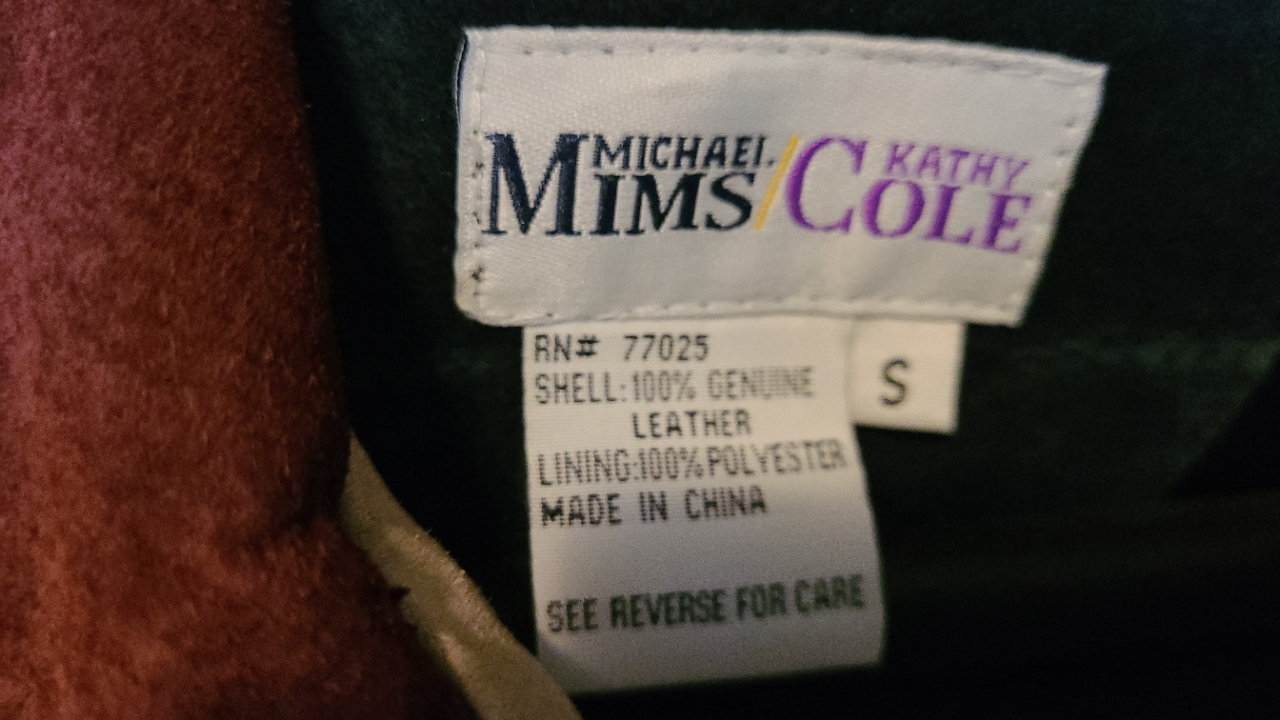 MICHAEL KATHY
MIMS/COLE
RN# 77025
S
SHELL:100% GENUINE
LEATHER
LINING:100%POLYESTER
MADE IN CHINA
SEE REVERSE FOR CARE